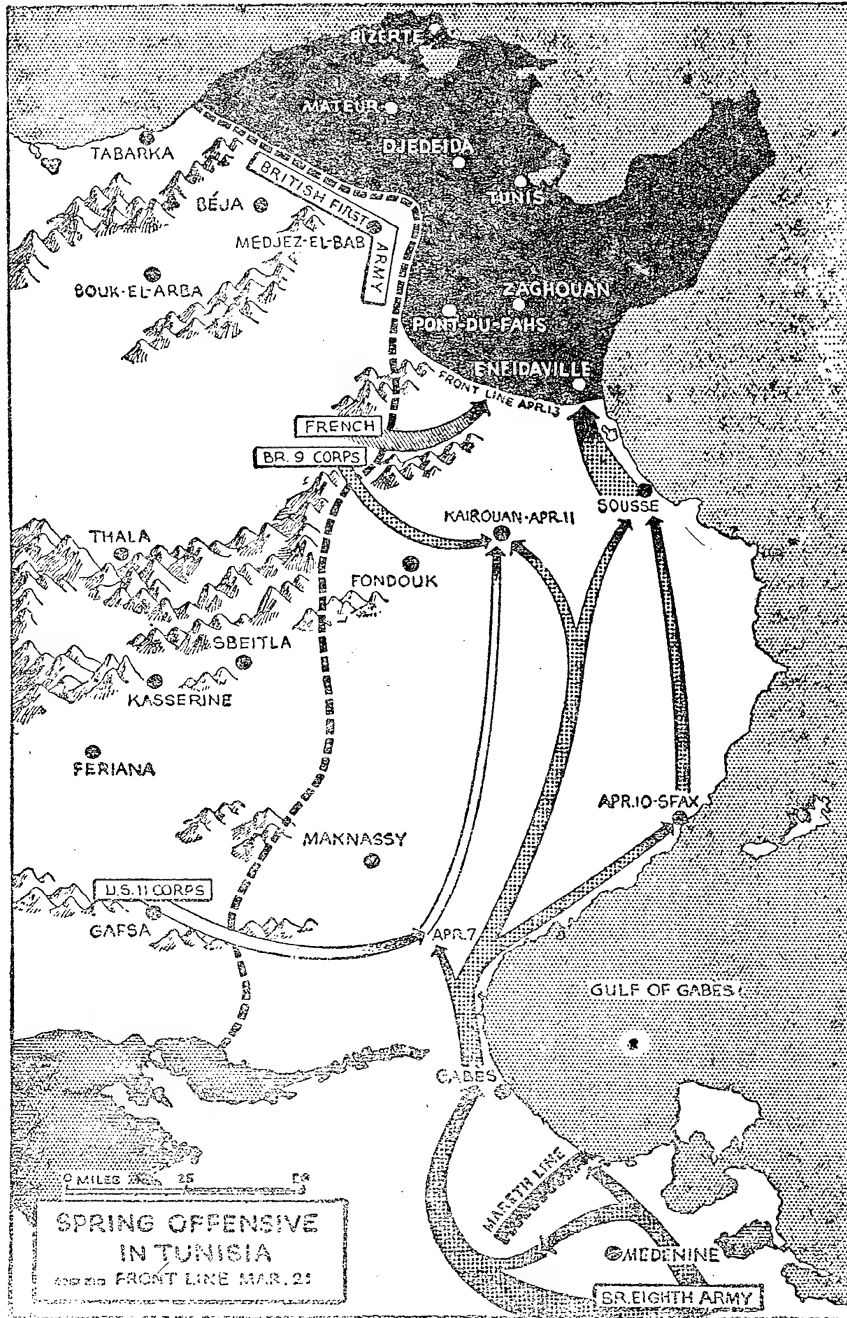 BIZERTE
MATEUR
TABARKA
DJEDEIDA
BRITISH FIRST
ARMY
TUNIS
BÉJA
MEDJEZ-EL-BAB
BOUK-EL-ARBA
ZAGHOUAN
PONT-DU-FAHS
ENFIDAVILLE
FRONT LINE APR.13
FRENCH
BR. 9 CORPS
SOUSSE
KAIROUAN-APR.11
THALA
FONDOUK
SBEITLA
KASSERINE
FERIANA
APR.10-SFAX
MAKNASSY
U.S.11 CORPS
GAFSA
APR.7
GULF OF GABES
GABES
MARETH LINE
0 MILES 25 50
SPRING OFFENSIVE
IN TUNISIA
FRONT LINE MAR. 21
MEDENINE
BR. EIGHTH ARMY